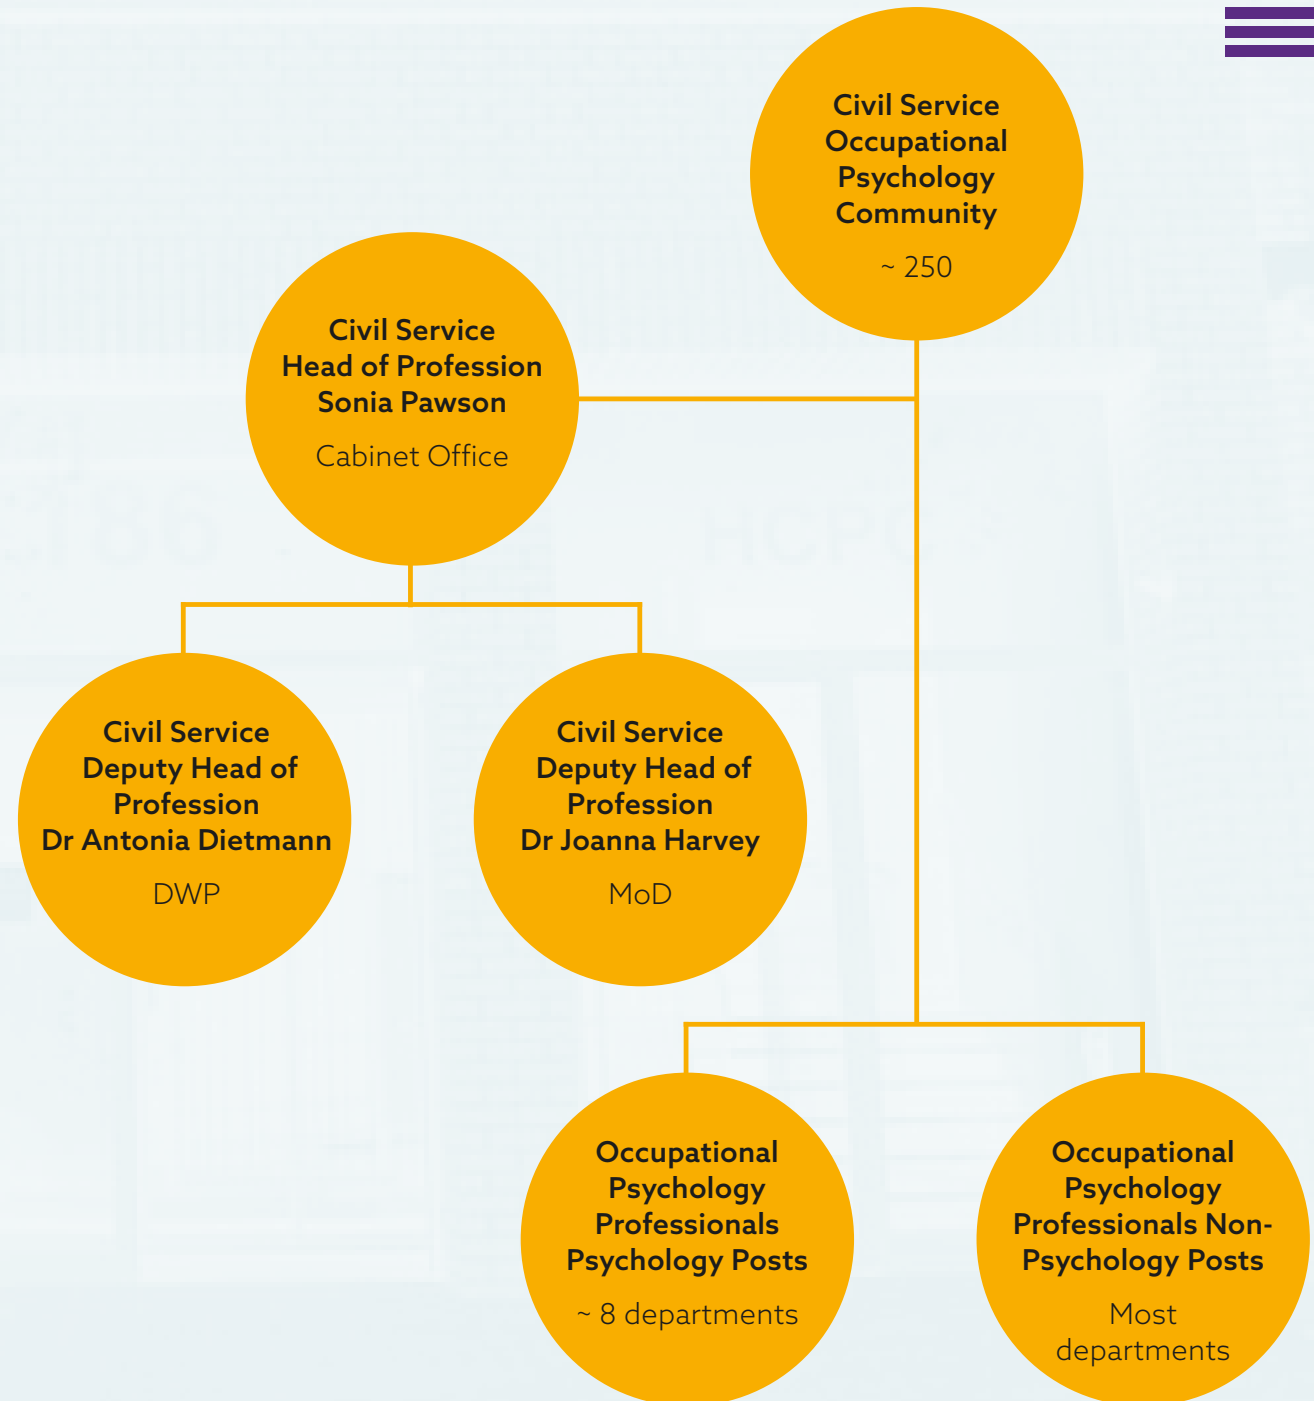 Civil Service
Occupational
Psychology
Community
~ 250
Civil Service
Head of Profession
Sonia Pawson
Cabinet Office
Civil Service
Deputy Head of
Profession
Dr Antonia Dietmann
DWP
Civil Service
Deputy Head of
Profession
Dr Joanna Harvey
MoD
Occupational
Psychology
Professionals
Psychology Posts
~ 8 departments
Occupational
Psychology
Professionals Non-
Psychology Posts
Most
departments